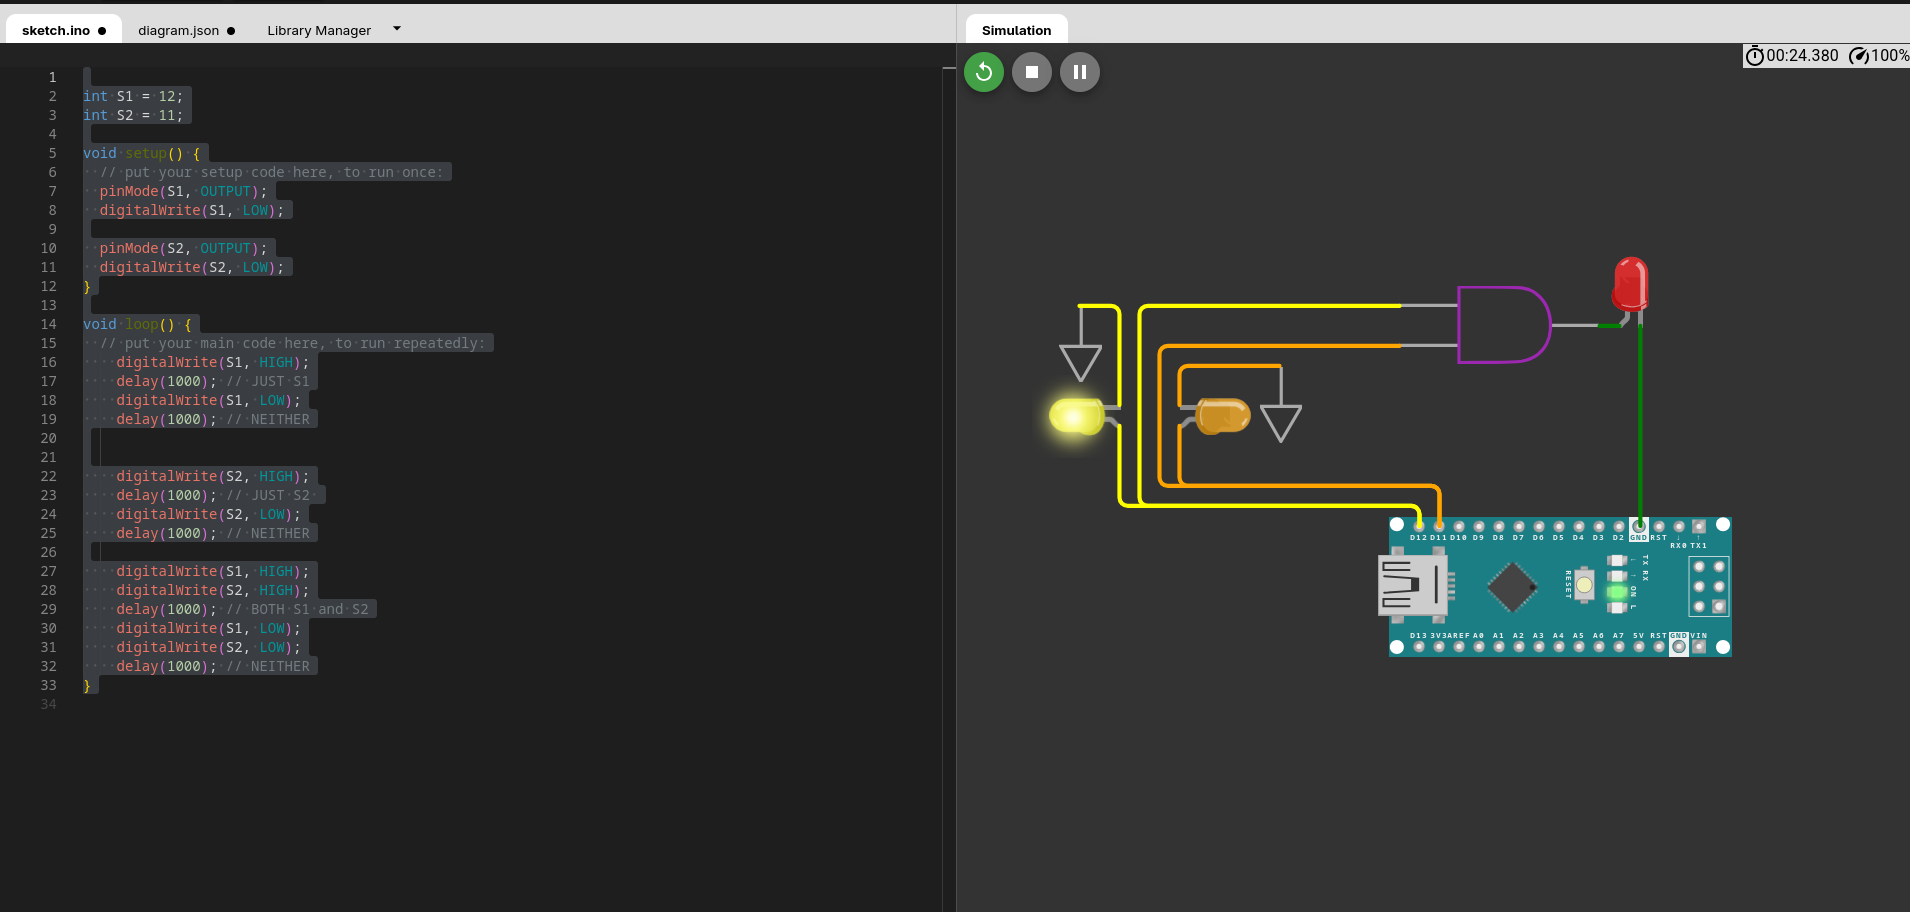 sketch.ino
diagram.json
Library Manager
Simulation
00:24.380
100%
1
2 int S1 = 12;
3 int S2 = 11;
4
5 void setup() {
6 // put your setup code here, to run once:
7 pinMode(S1, OUTPUT);
8 digitalWrite(S1, LOW);
9
10 pinMode(S2, OUTPUT);
11 digitalWrite(S2, LOW);
12 }
13
14 void loop() {
15 // put your main code here, to run repeatedly:
16 digitalWrite(S1, HIGH);
17 delay(1000); // JUST S1
18 digitalWrite(S1, LOW);
19 delay(1000); // NEITHER
20
21
22 digitalWrite(S2, HIGH);
23 delay(1000); // JUST S2
24 digitalWrite(S2, LOW);
25 delay(1000); // NEITHER
26
27 digitalWrite(S1, HIGH);
28 digitalWrite(S2, HIGH);
29 delay(1000); // BOTH S1 and S2
30 digitalWrite(S1, LOW);
31 digitalWrite(S2, LOW);
32 delay(1000); // NEITHER
33 }
34
D12 D11 D10 D9 D8 D7 D6 D5 D4 D3 D2 GND RST
RX0 TX1
RESET
TX RX
ON L
D13 3V3 AREF A0 A1 A2 A3 A4 A5 A6 A7 5V RST GND VIN